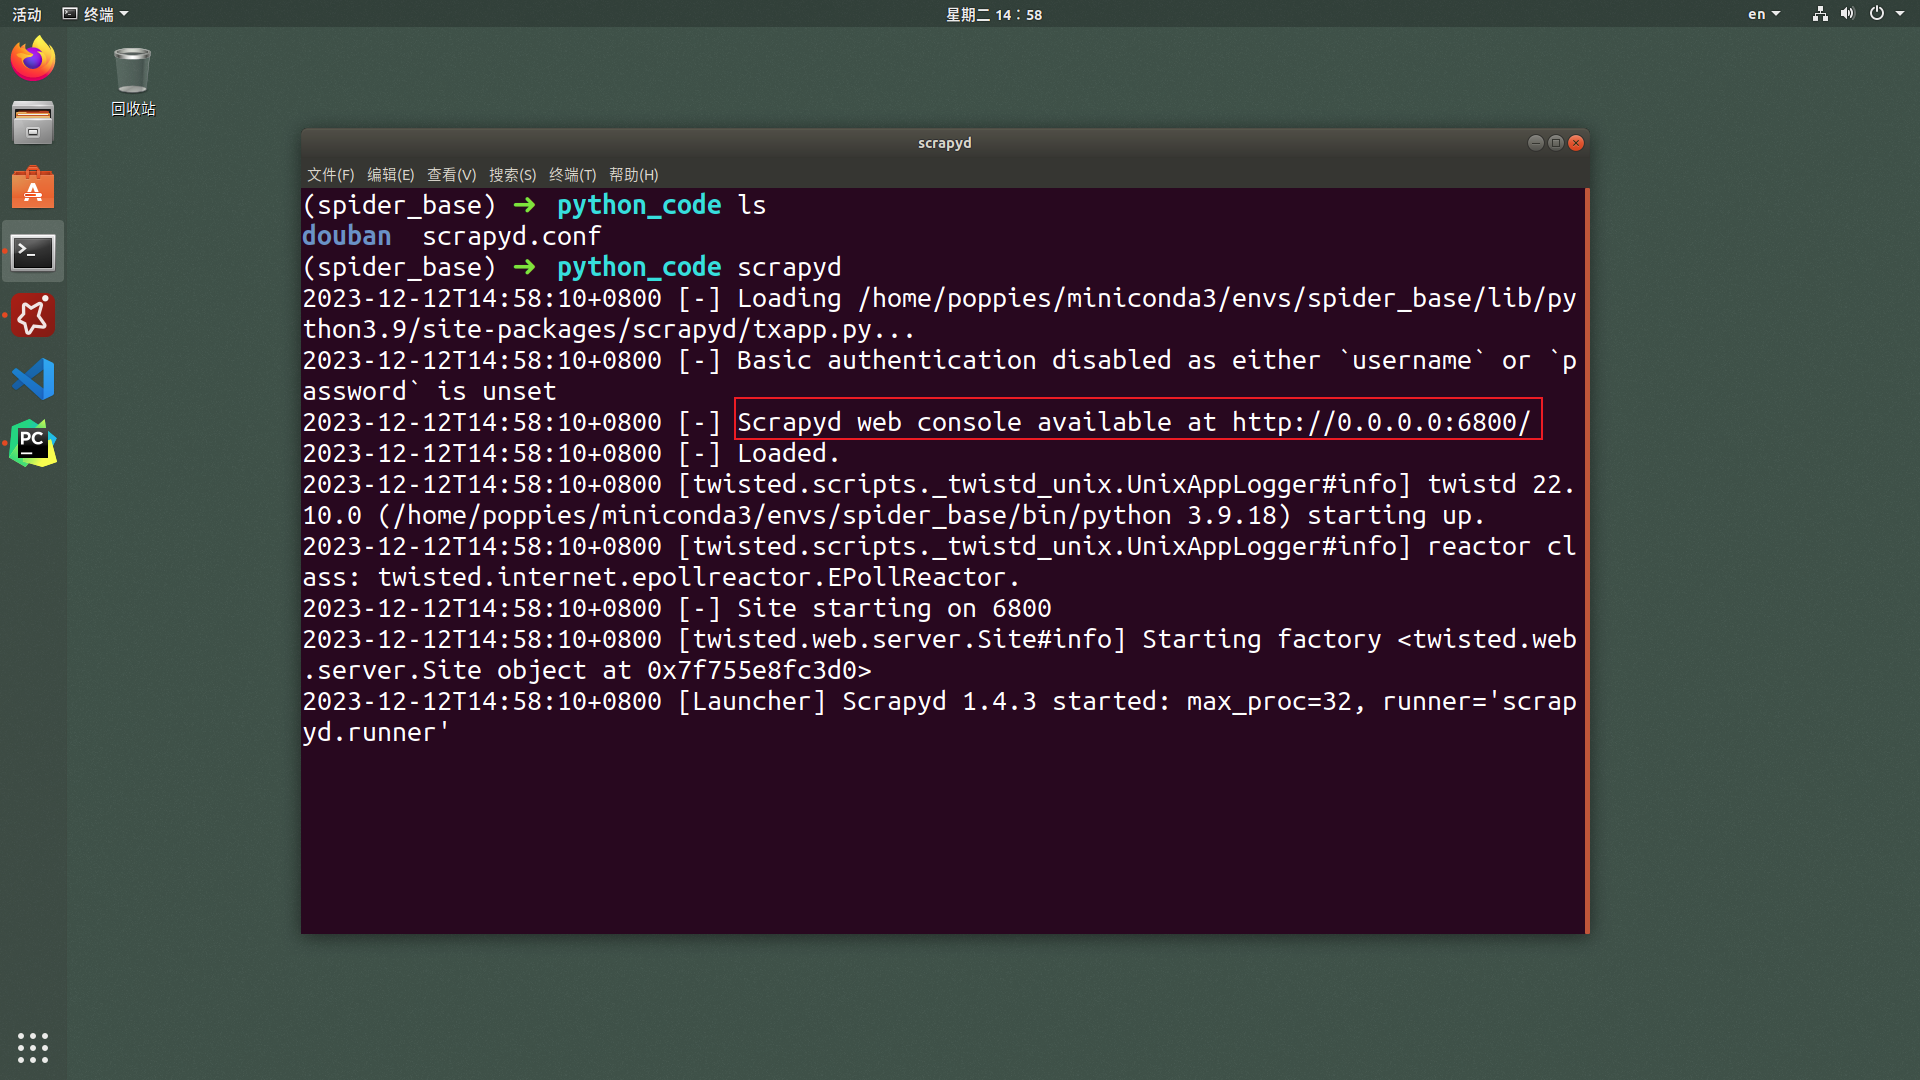 活动 终端 星期二 14：58 en
回收站
scrapyd
文件(F) 编辑(E) 查看(V) 搜索(S) 终端(T) 帮助(H)
(spider_base) ➜  python_code ls
douban  scrapyd.conf
(spider_base) ➜  python_code scrapyd
2023-12-12T14:58:10+0800 [-] Loading /home/poppies/miniconda3/envs/spider_base/lib/py
thon3.9/site-packages/scrapyd/txapp.py...
2023-12-12T14:58:10+0800 [-] Basic authentication disabled as either `username` or `p
assword` is unset
2023-12-12T14:58:10+0800 [-] Scrapyd web console available at http://0.0.0.0:6800/
2023-12-12T14:58:10+0800 [-] Loaded.
2023-12-12T14:58:10+0800 [twisted.scripts._twistd_unix.UnixAppLogger#info] twistd 22.
10.0 (/home/poppies/miniconda3/envs/spider_base/bin/python 3.9.18) starting up.
2023-12-12T14:58:10+0800 [twisted.scripts._twistd_unix.UnixAppLogger#info] reactor cl
ass: twisted.internet.epollreactor.EPollReactor.
2023-12-12T14:58:10+0800 [-] Site starting on 6800
2023-12-12T14:58:10+0800 [twisted.web.server.Site#info] Starting factory <twisted.web
.server.Site object at 0x7f755e8fc3d0>
2023-12-12T14:58:10+0800 [Launcher] Scrapyd 1.4.3 started: max_proc=32, runner='scrap
yd.runner'
PC